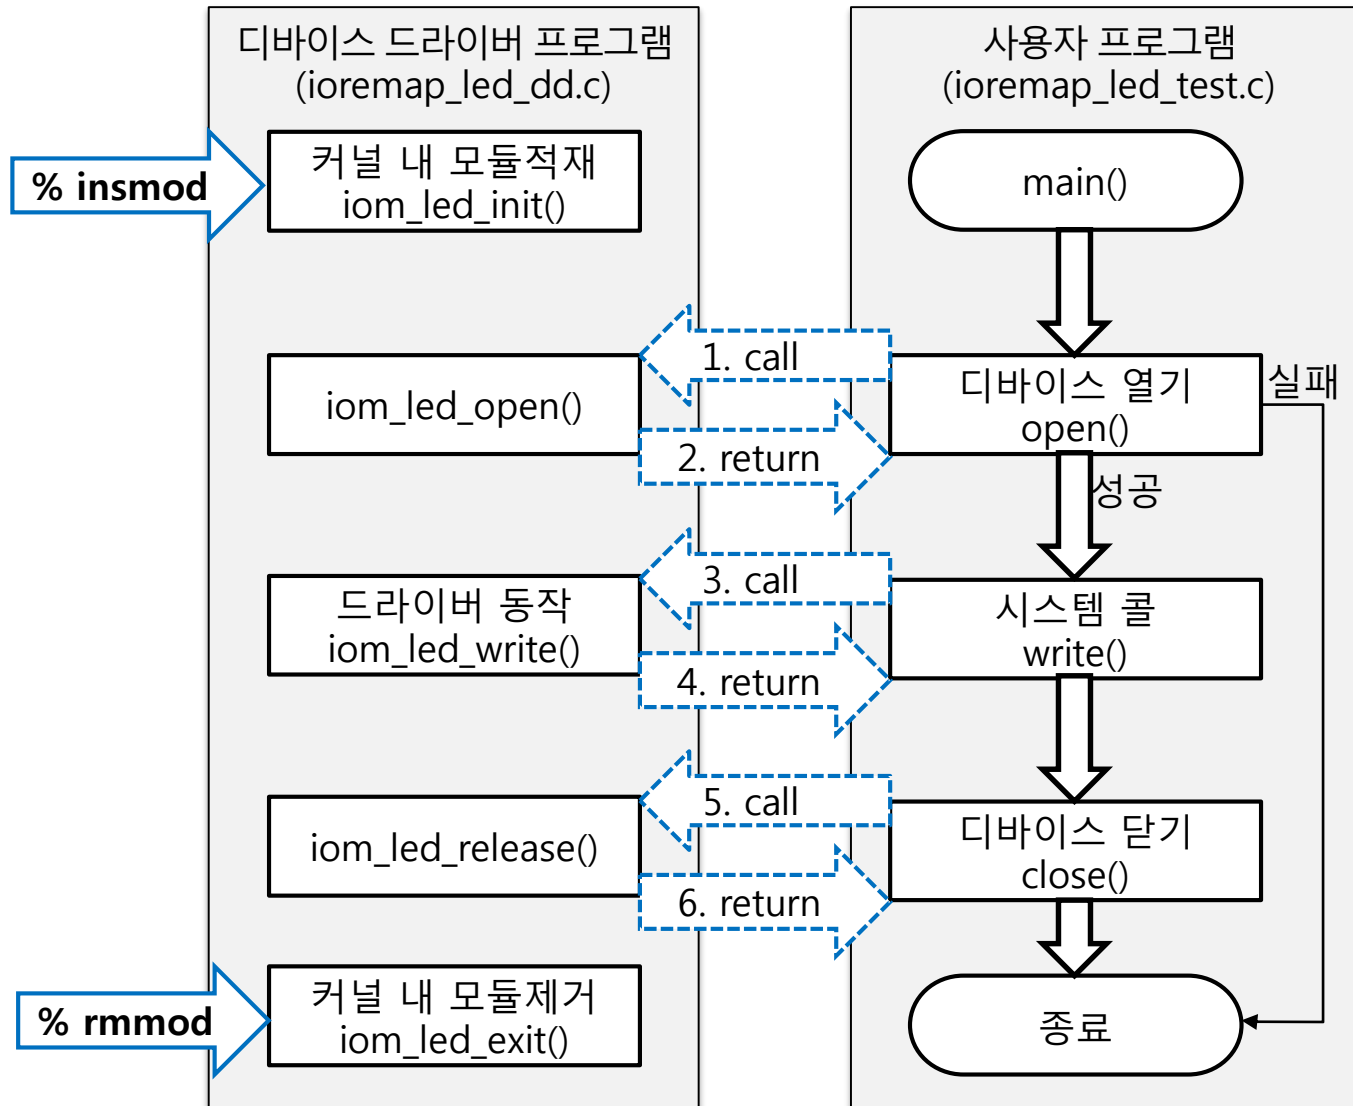 디바이스 드라이버 프로그램
(ioremap_led_dd.c)
% insmod
커널 내 모듈적재
iom_led_init()
iom_led_open()
드라이버 동작
iom_led_write()
iom_led_release()
% rmmod
커널 내 모듈제거
iom_led_exit()
1. call
2. return
3. call
4. return
5. call
6. return
사용자 프로그램
(ioremap_led_test.c)
main()
디바이스 열기
open()
실패
성공
시스템 콜
write()
디바이스 닫기
close()
종료